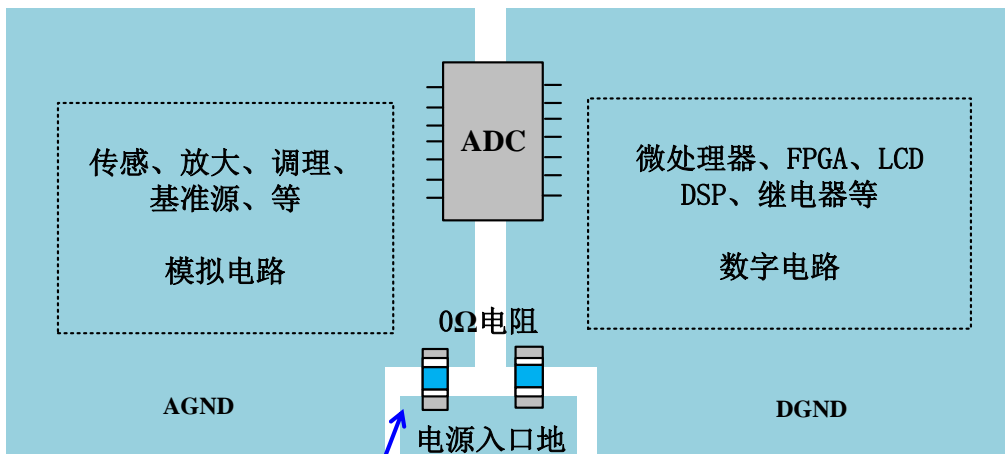 ADC
传感、放大、调理、
基准源、等
模拟电路
微处理器、FPGA、LCD
DSP、继电器等
数字电路
0Ω电阻
AGND
DGND
电源入口地